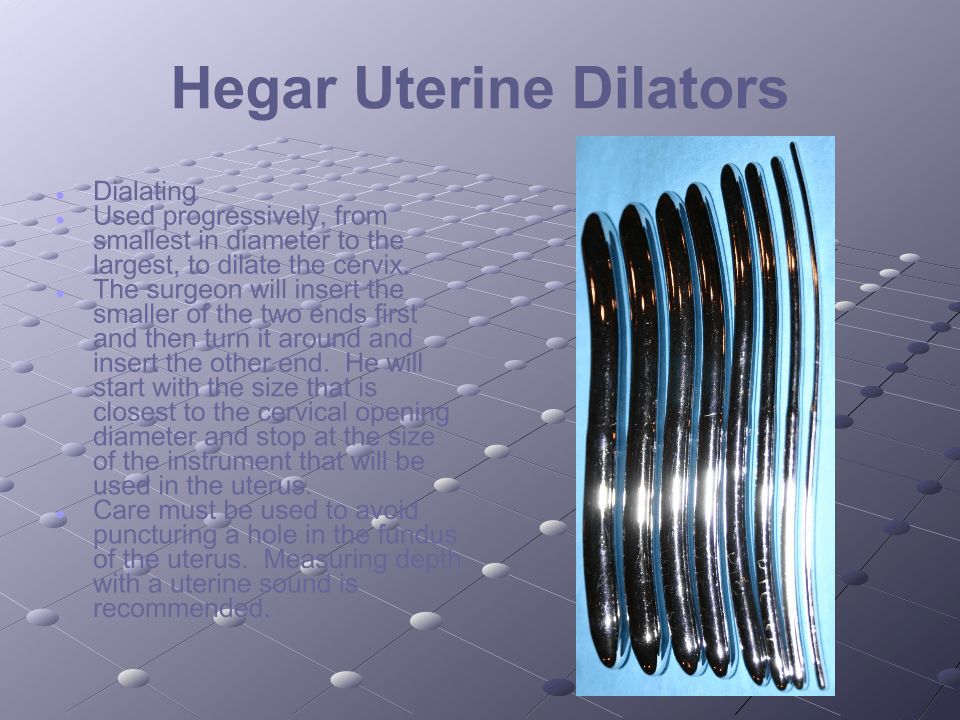 Hegar Uterine Dilators
Dialating
Used progressively, from
smallest in diameter to the
largest, to dilate the cervix.
The surgeon will insert the
smaller of the two ends first
and then turn it around and
insert the other end.  He will
start with the size that is
closest to the cervical opening
diameter and stop at the size
of the instrument that will be
used in the uterus.
Care must be used to avoid
puncturing a hole in the fundus
of the uterus.  Measuring depth
with a uterine sound is
recommended.